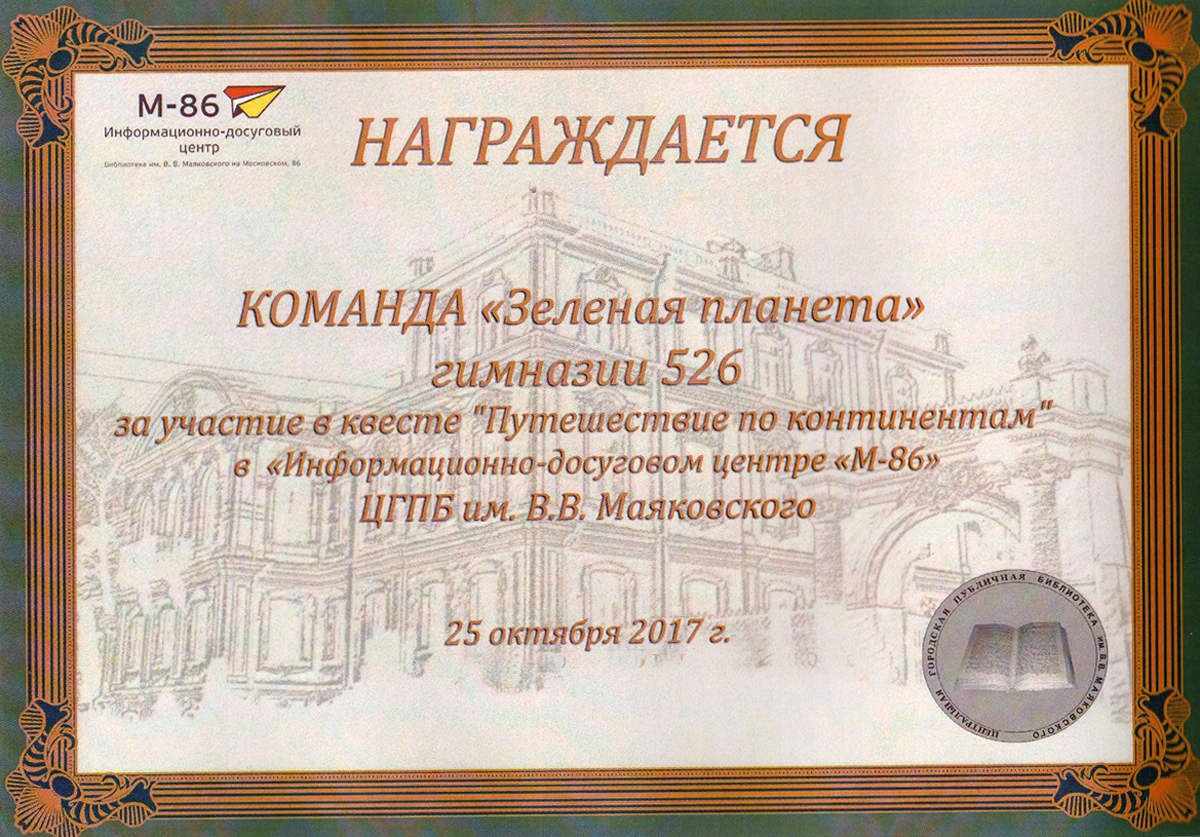 М-86
Информационно-досуговый
центр
Библиотека им. В. В. Маяковского на Московском, 86
НАГРАЖДАЕТСЯ
КОМАНДА «Зеленая планета»
гимназии 526
за участие в квесте "Путешествие по континентам"
в «Информационно-досуговом центре «М-86»
ЦГПБ им. В.В. Маяковского
25 октября 2017 г.
ЦЕНТРАЛЬНАЯ ГОРОДСКАЯ ПУБЛИЧНАЯ БИБЛИОТЕКА им. В.В. МАЯКОВСКОГО